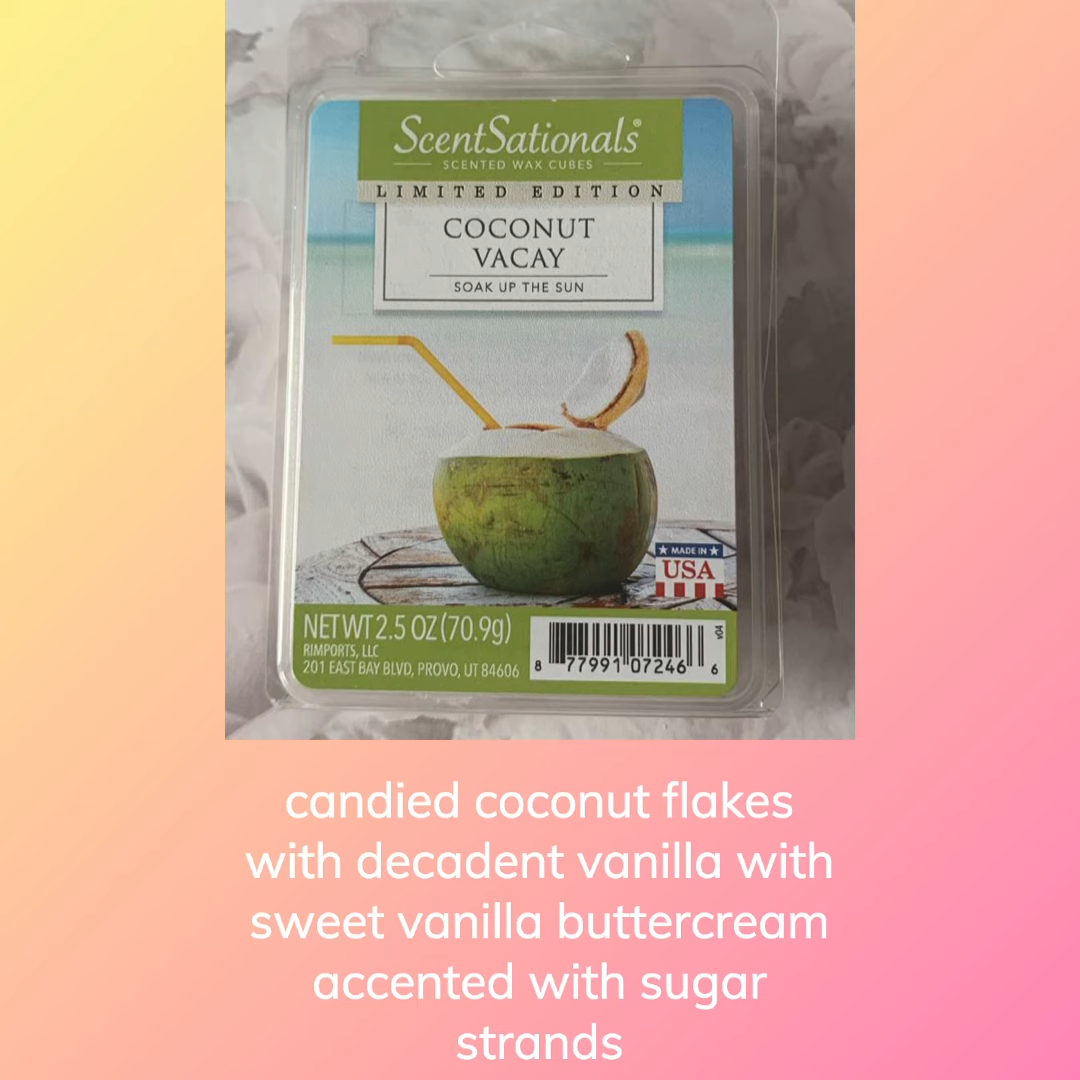 ScentSationals®
SCENTED WAX CUBES
LIMITED EDITION
COCONUT
VACAY
SOAK UP THE SUN
MADE IN
USA
NET WT 2.5 OZ (70.9g)
RIMPORTS, LLC
201 EAST BAY BLVD, PROVO, UT 84606
V04
8 77991 07246 6
candied coconut flakes
with decadent vanilla with
sweet vanilla buttercream
accented with sugar
strands